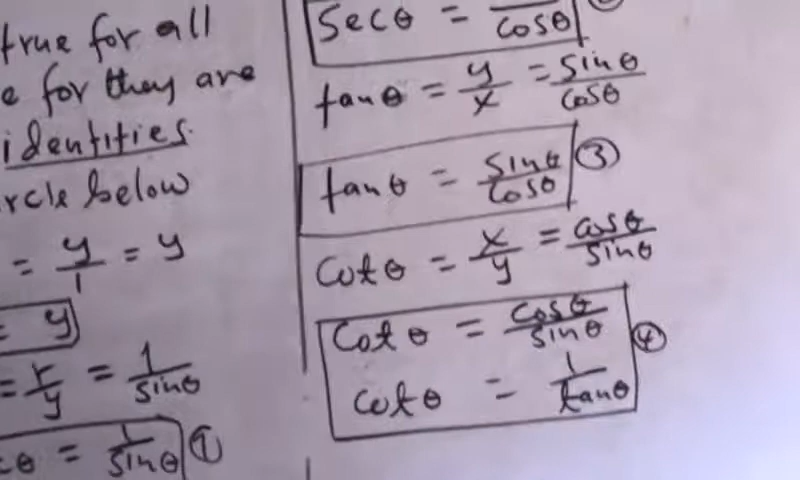 true for all
e for they are
identities.
rcle below
= y/1 = y
= y
= r/y = 1/sinθ
cθ = 1/sinθ ①
Secθ = /cosθ
tanθ = y/x = sinθ/cosθ
tanθ = sinθ/cosθ ③
Cotθ = x/y = cosθ/sinθ
Cotθ = cosθ/sinθ ④
cotθ = 1/tanθ